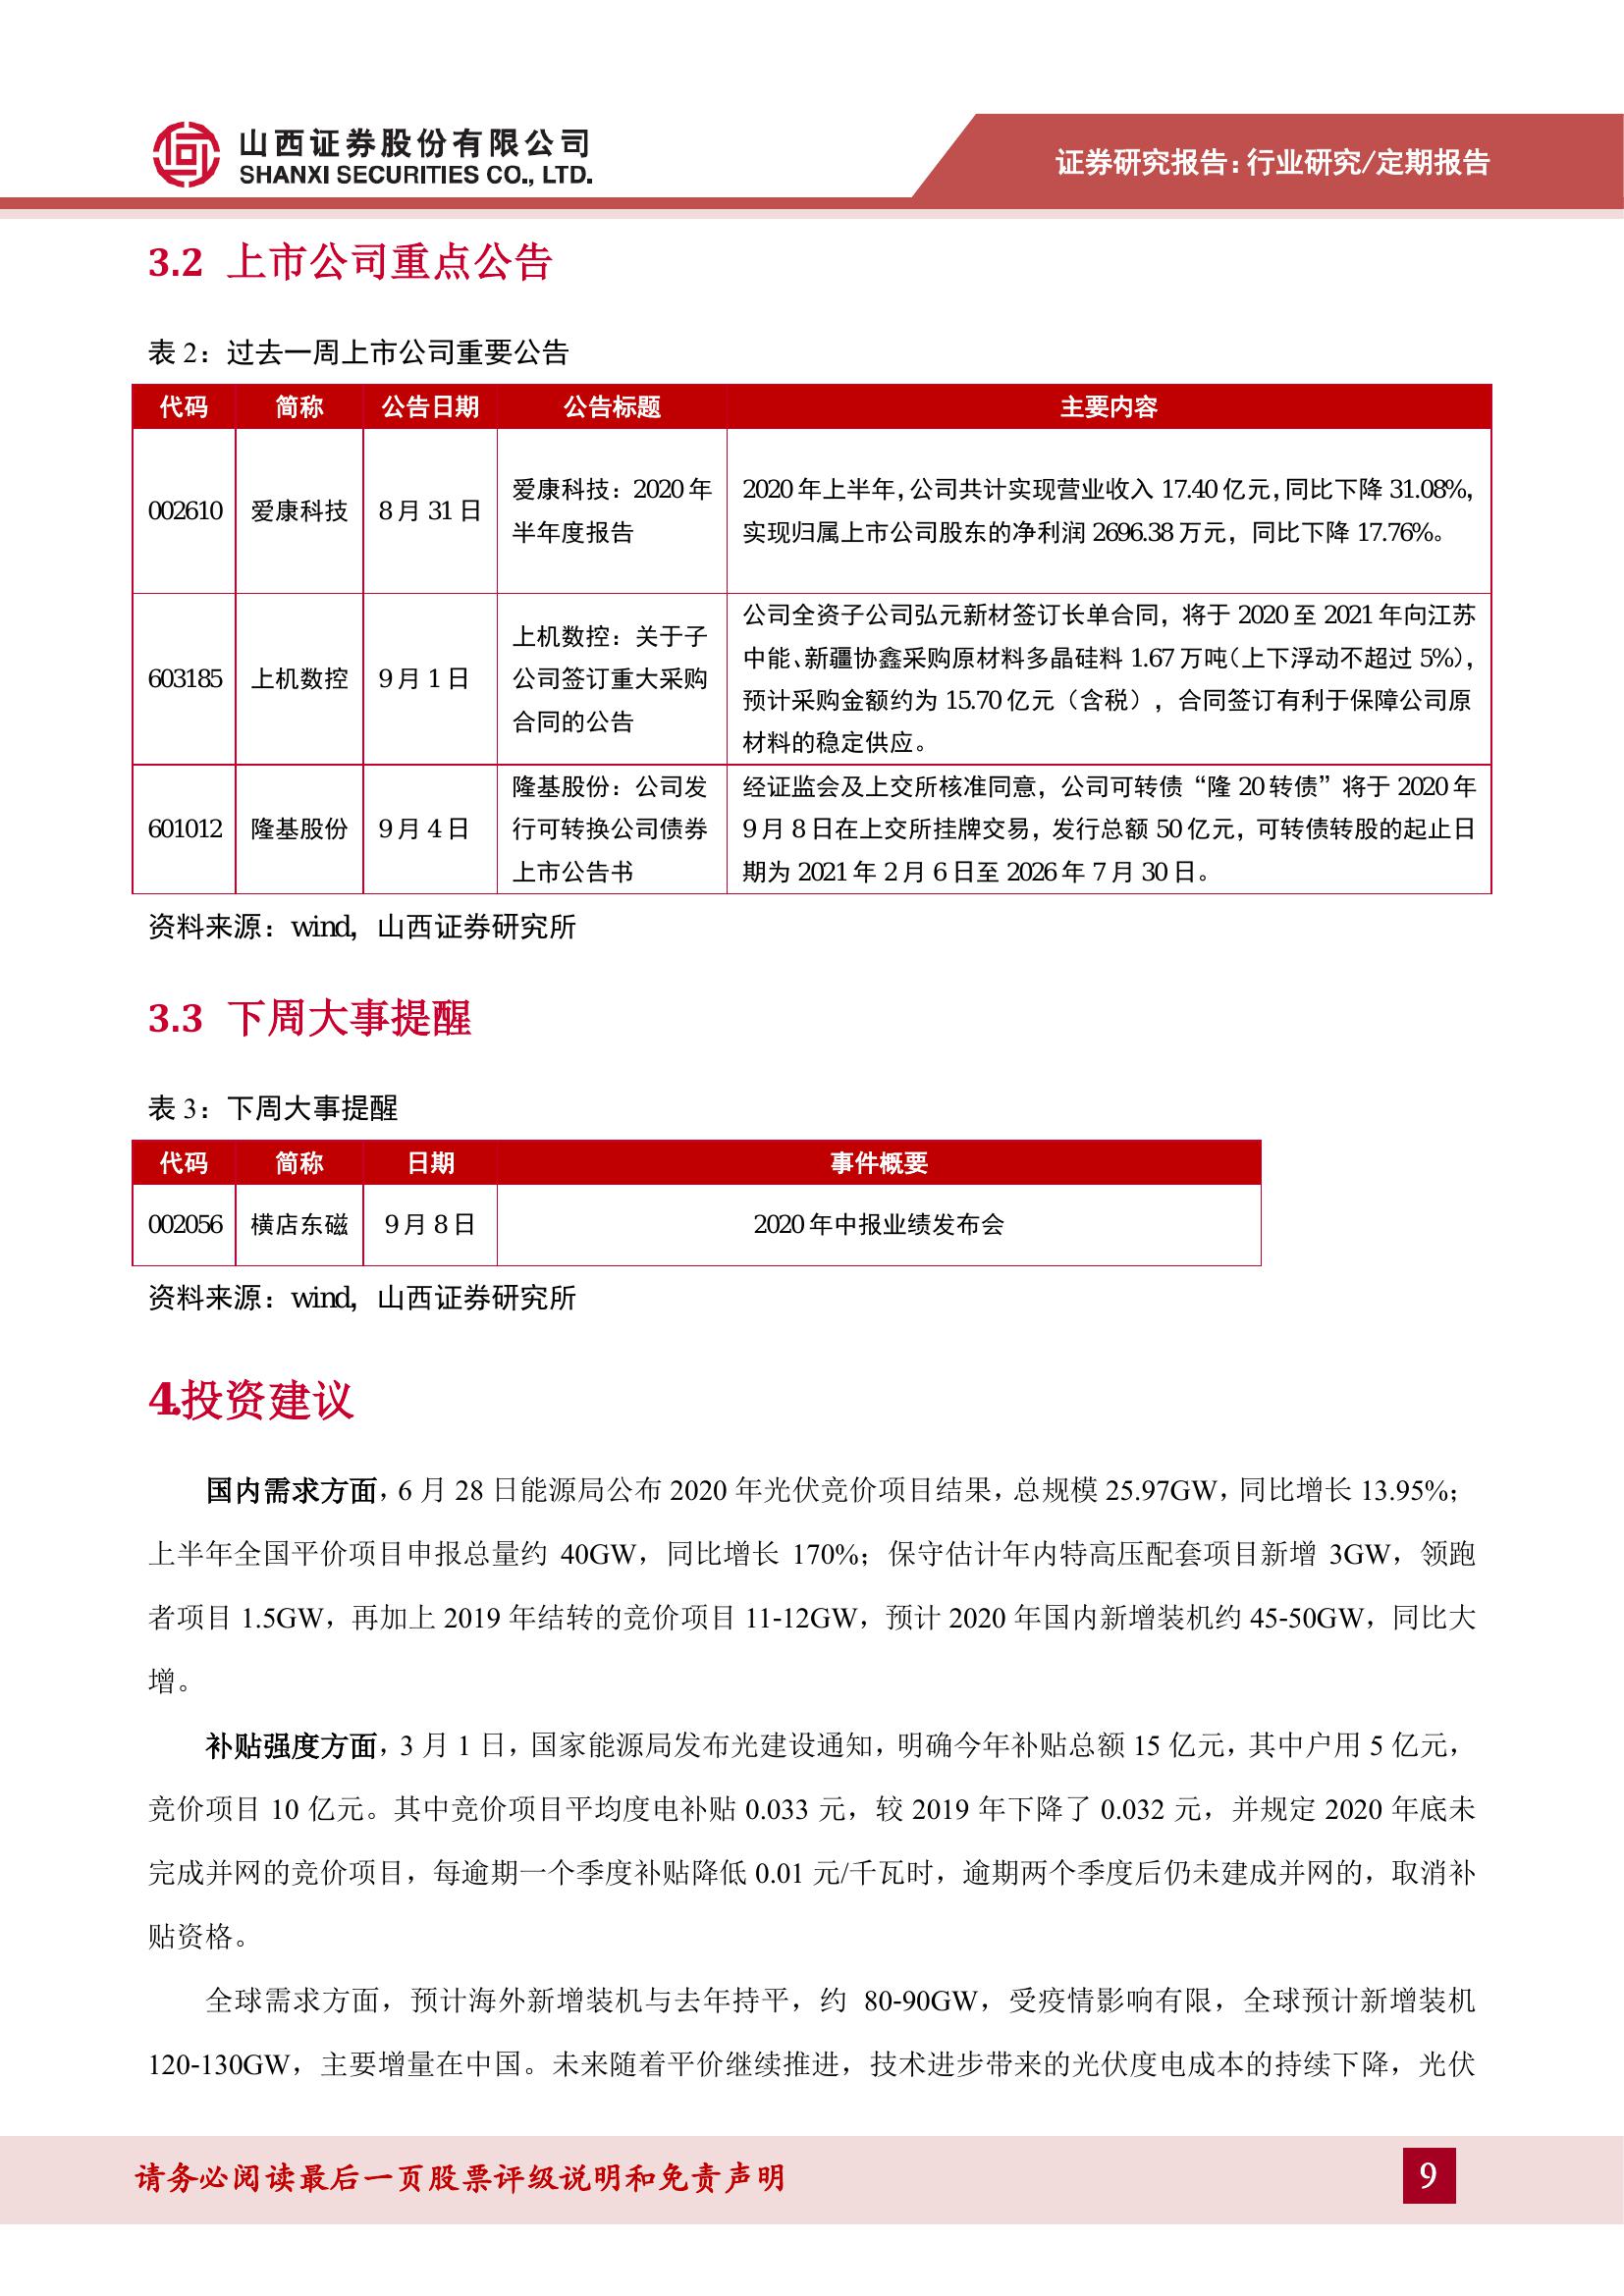 山西证券股份有限公司
SHANXI SECURITIES CO., LTD.
证券研究报告:行业研究/定期报告
3.2 上市公司重点公告
表 2：过去一周上市公司重要公告
代码 简称 公告日期 公告标题 主要内容
002610 爱康科技 8 月 31 日
爱康科技：2020 年
半年度报告
2020 年上半年，公司共计实现营业收入 17.40 亿元，同比下降 31.08%，
实现归属上市公司股东的净利润 2696.38 万元，同比下降 17.76%。
603185 上机数控 9 月 1 日
上机数控：关于子
公司签订重大采购
合同的公告
公司全资子公司弘元新材签订长单合同，将于 2020 至 2021 年向江苏
中能、新疆协鑫采购原材料多晶硅料 1.67 万吨（上下浮动不超过 5%），
预计采购金额约为 15.70 亿元（含税），合同签订有利于保障公司原
材料的稳定供应。
601012 隆基股份 9 月 4 日
隆基股份：公司发
行可转换公司债券
上市公告书
经证监会及上交所核准同意，公司可转债“隆 20 转债”将于 2020 年
9 月 8 日在上交所挂牌交易，发行总额 50 亿元，可转债转股的起止日
期为 2021 年 2 月 6 日至 2026 年 7 月 30 日。
资料来源：wind，山西证券研究所
3.3 下周大事提醒
表 3：下周大事提醒
代码 简称 日期 事件概要
002056 横店东磁 9 月 8 日 2020 年中报业绩发布会
资料来源：wind，山西证券研究所
4.投资建议
国内需求方面，6 月 28 日能源局公布 2020 年光伏竞价项目结果，总规模 25.97GW，同比增长 13.95%；
上半年全国平价项目申报总量约 40GW，同比增长 170%；保守估计年内特高压配套项目新增 3GW，领跑
者项目 1.5GW，再加上 2019 年结转的竞价项目 11-12GW，预计 2020 年国内新增装机约 45-50GW，同比大
增。
补贴强度方面，3 月 1 日，国家能源局发布光建设通知，明确今年补贴总额 15 亿元，其中户用 5 亿元，
竞价项目 10 亿元。其中竞价项目平均度电补贴 0.033 元，较 2019 年下降了 0.032 元，并规定 2020 年底未
完成并网的竞价项目，每逾期一个季度补贴降低 0.01 元/千瓦时，逾期两个季度后仍未建成并网的，取消补
贴资格。
全球需求方面，预计海外新增装机与去年持平，约 80-90GW，受疫情影响有限，全球预计新增装机
120-130GW，主要增量在中国。未来随着平价继续推进，技术进步带来的光伏度电成本的持续下降，光伏
请务必阅读最后一页股票评级说明和免责声明
9